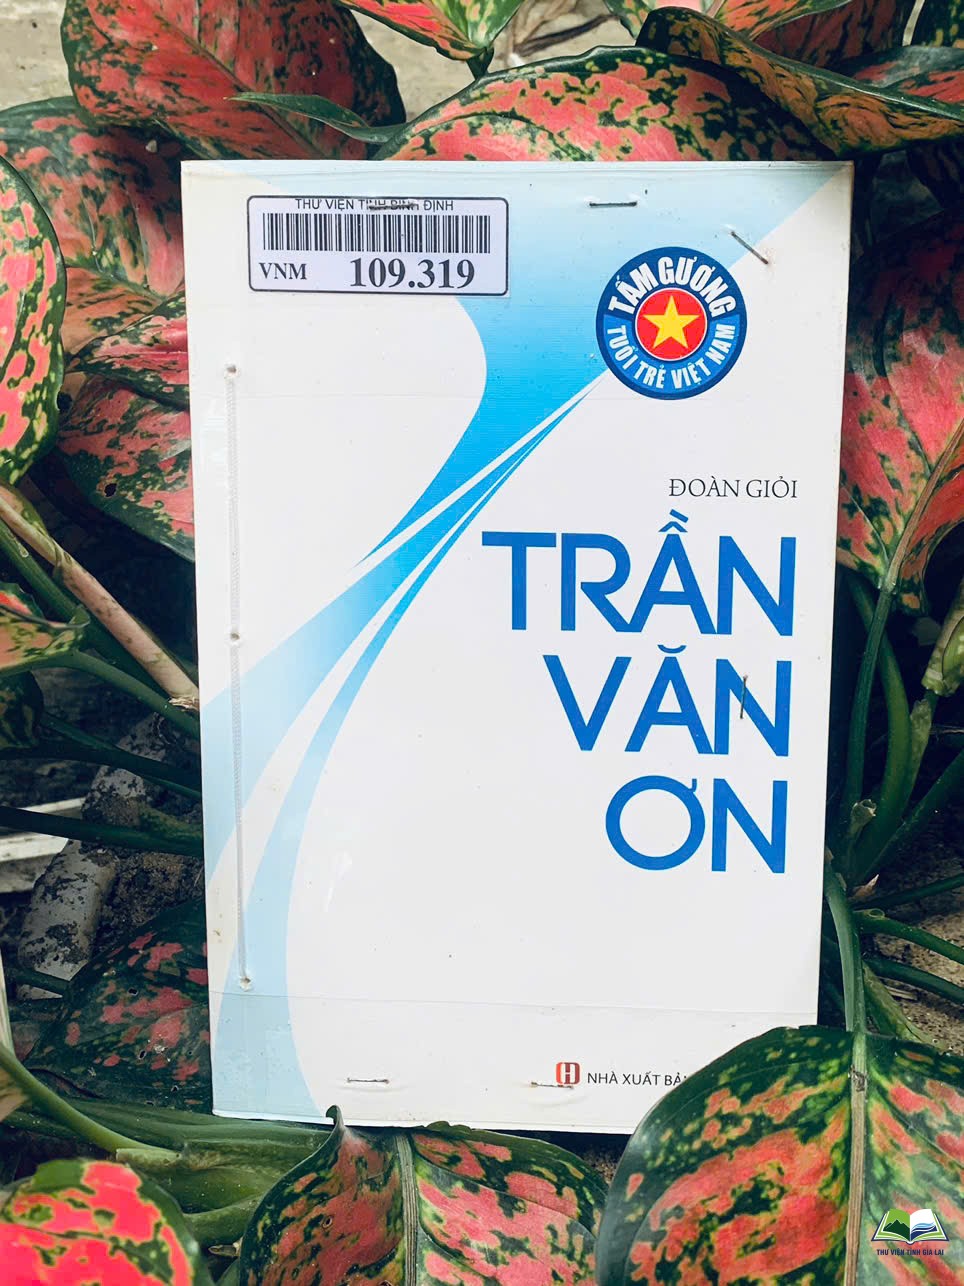 THƯ VIỆN TỈNH BÌNH ĐỊNH
VNM 109.319
TẤM GƯƠNG
TUỔI TRẺ VIỆT NAM
ĐOÀN GIỎI
TRẦN
VĂN
ƠN
NHÀ XUẤT BẢN
THƯ VIỆN TỈNH GIA LAI